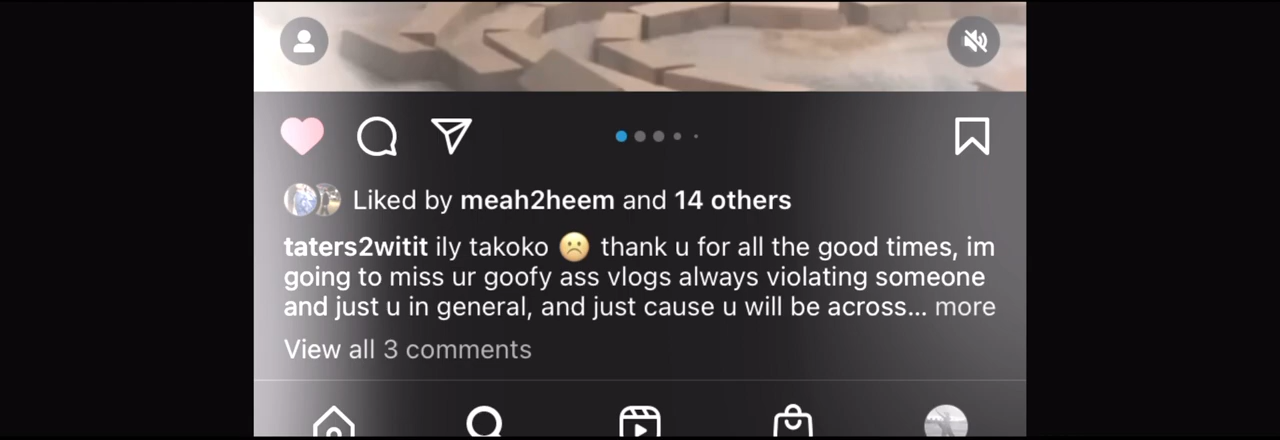 Liked by meah2heem and 14 others
taters2witit ily takoko ☹️ thank u for all the good times, im
going to miss ur goofy ass vlogs always violating someone
and just u in general, and just cause u will be across... more
View all 3 comments